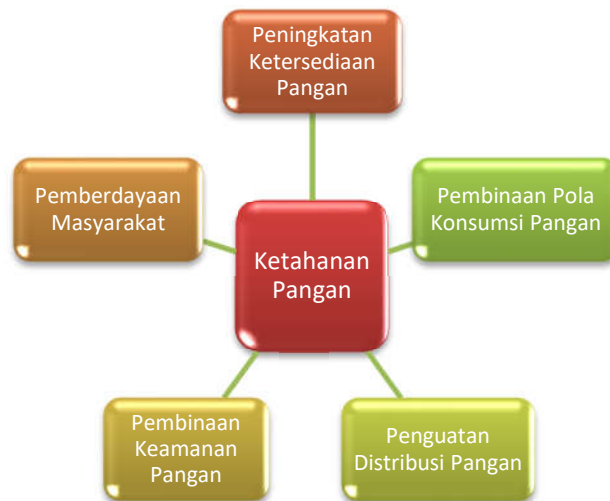 Peningkatan
Ketersediaan
Pangan
Pemberdayaan
Masyarakat
Pembinaan Pola
Konsumsi Pangan
Ketahanan
Pangan
Pembinaan
Keamanan
Pangan
Penguatan
Distribusi Pangan